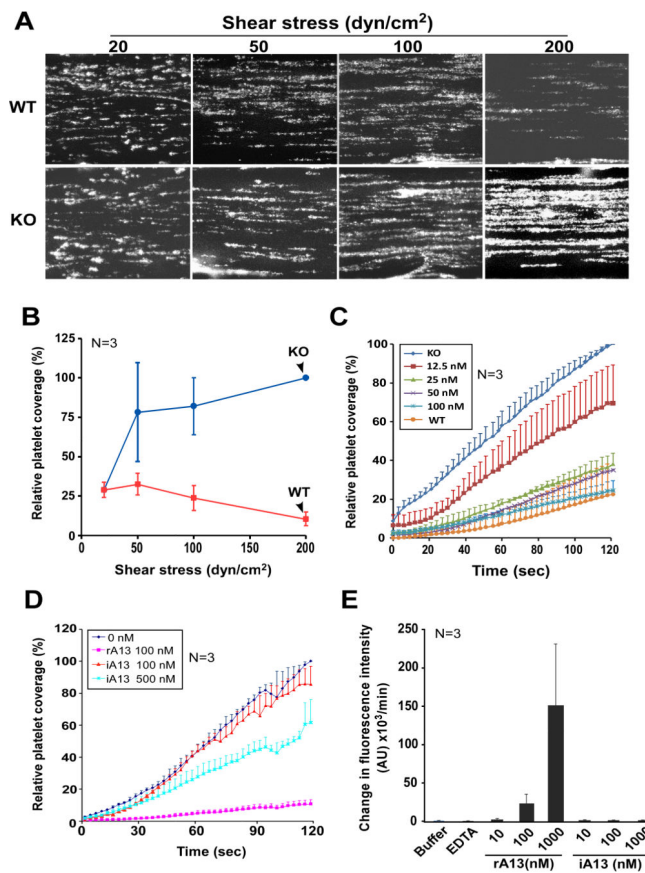 A
Shear stress (dyn/cm²)
20 50 100 200
WT
KO
B
N=3
Relative platelet coverage (%)
125
100
75
50
25
0
KO
WT
0 50 100 150 200
Shear stress (dyn/cm²)
C
KO
12.5 nM
25 nM
50 nM
100 nM
WT
N=3
Relative platelet coverage (%)
100
80
60
40
20
0 20 40 60 80 100 120
Time (sec)
D
0 nM
rA13 100 nM
iA13 100 nM
iA13 500 nM
N=3
Relative platelet coverage (%)
120
100
80
60
40
20
0
0 30 60 90 120
Time (sec)
E
N=3
Change in fluorescence intensity
(AU) x10³/min)
250
200
150
100
50
0
Buffer EDTA 10 100 1000 10 100 1000
rA13(nM) iA13 (nM)